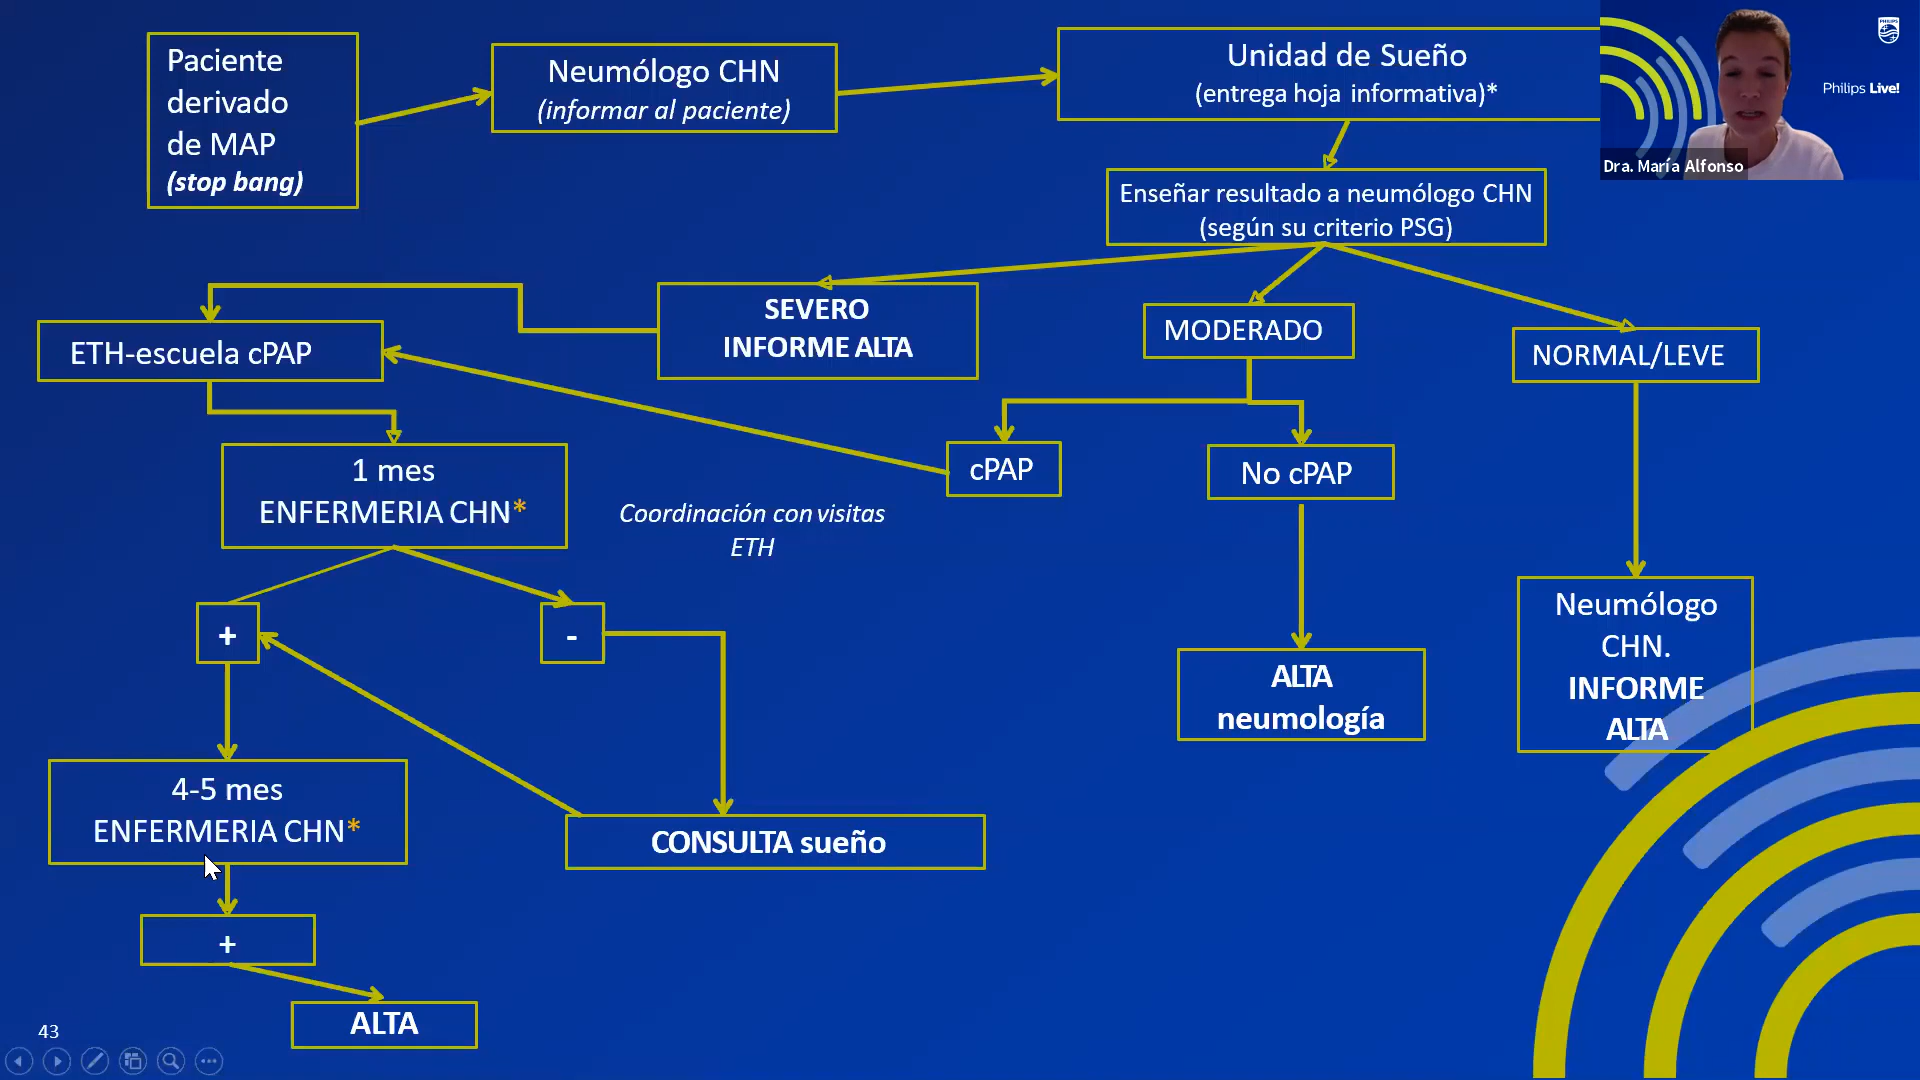 Paciente
derivado
de MAP
(stop bang)
Neumólogo CHN
(informar al paciente)
Unidad de Sueño
(entrega hoja informativa)*
PHILIPS
Philips Live!
Dra. María Alfonso
Enseñar resultado a neumólogo CHN
(según su criterio PSG)
SEVERO
INFORME ALTA
MODERADO
NORMAL/LEVE
ETH-escuela cPAP
cPAP
No cPAP
1 mes
ENFERMERIA CHN*
Coordinación con visitas
ETH
+
-
Neumólogo
CHN.
INFORME
ALTA
ALTA
neumología
4-5 mes
ENFERMERIA CHN*
CONSULTA sueño
+
ALTA
43